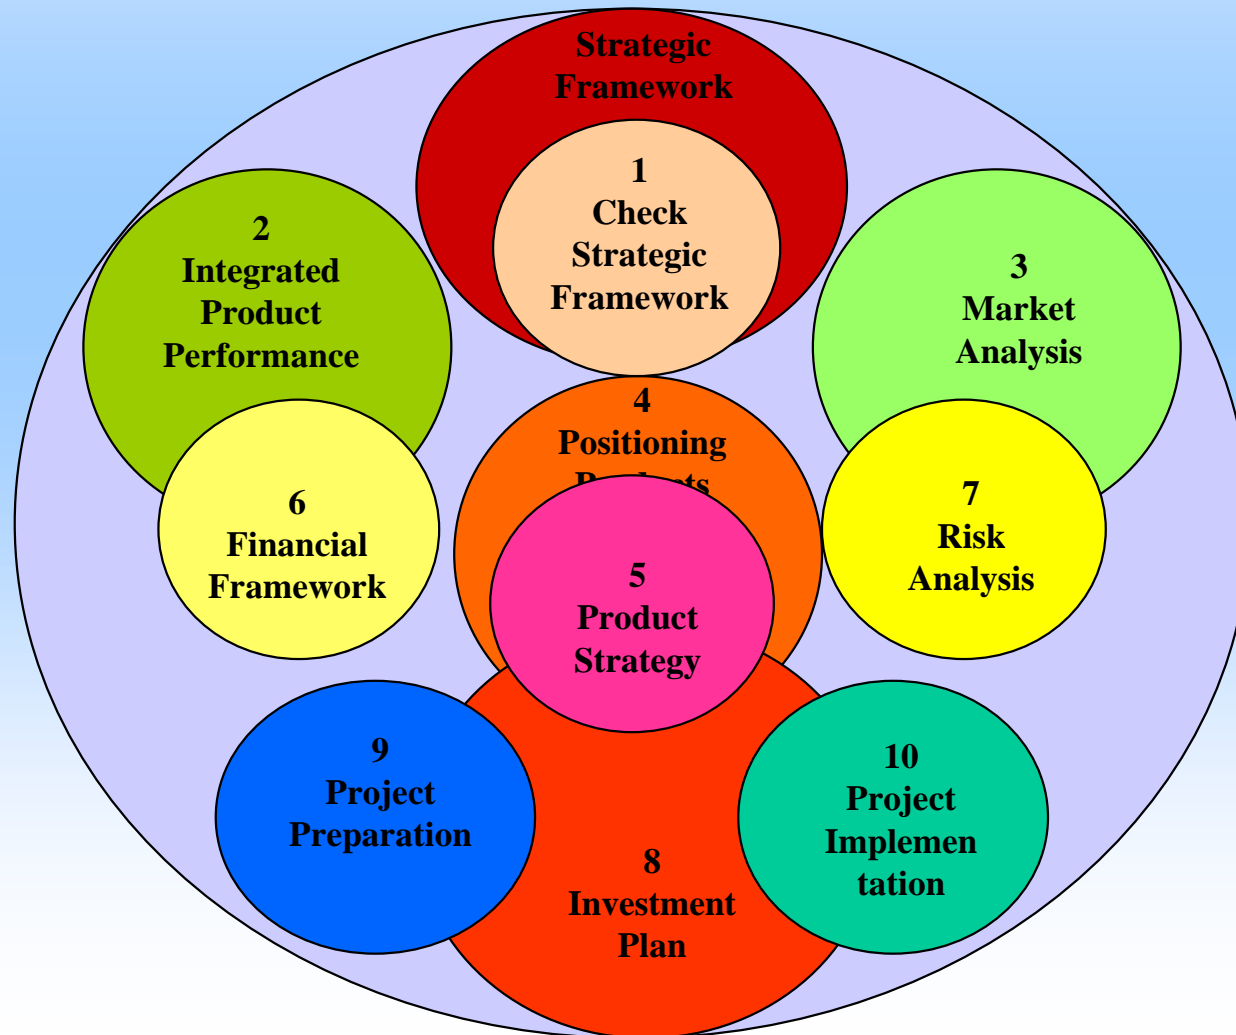 Strategic
Framework
1
Check
Strategic
Framework
2
Integrated
Product
Performance
3
Market
Analysis
4
Positioning
6
Financial
Framework
5
Product
Strategy
7
Risk
Analysis
9
Project
Preparation
8
Investment
Plan
10
Project
Implemen
tation